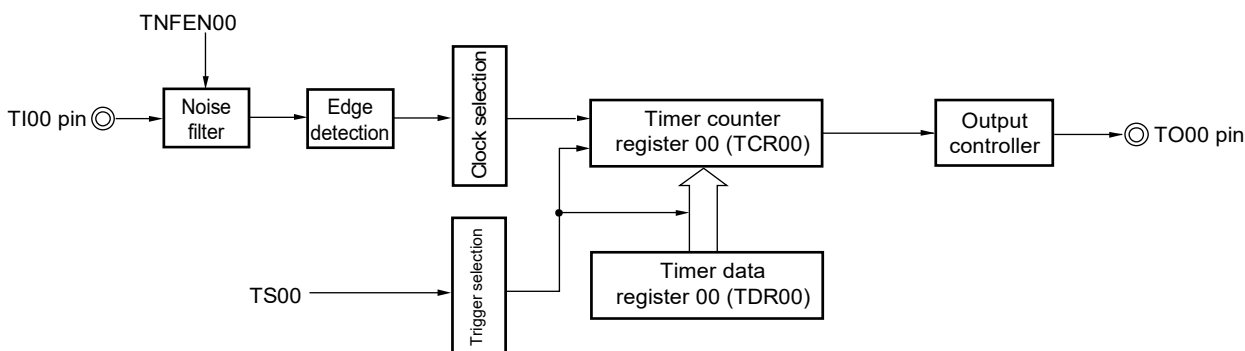 TNFEN00
TI00 pin
Noise
filter
Edge
detection
Clock selection
Timer counter
register 00 (TCR00)
Output
controller
TO00 pin
TS00
Trigger selection
Timer data
register 00 (TDR00)